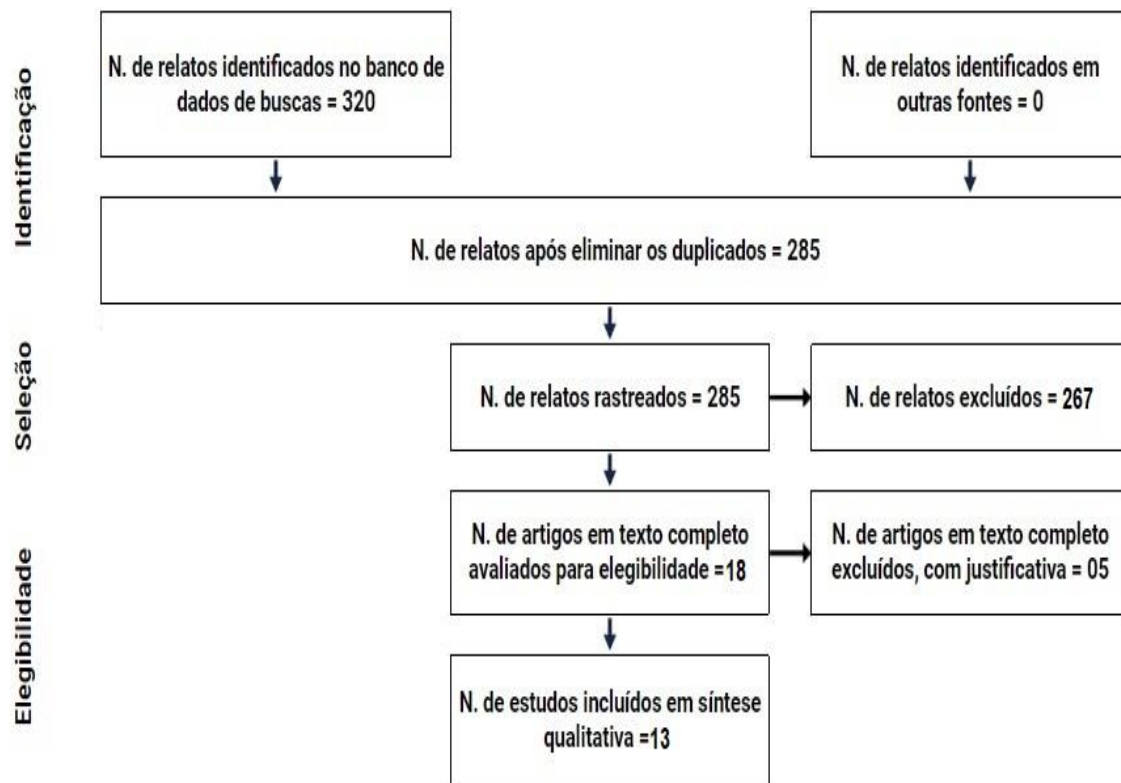 Identificação
N. de relatos identificados no banco de
dados de buscas = 320
N. de relatos identificados em
outras fontes = 0
N. de relatos após eliminar os duplicados = 285
Seleção
N. de relatos rastreados = 285
N. de relatos excluídos = 267
Elegibilidade
N. de artigos em texto completo
avaliados para elegibilidade =18
N. de artigos em texto completo
excluídos, com justificativa = 05
N. de estudos incluídos em síntese
qualitativa =13